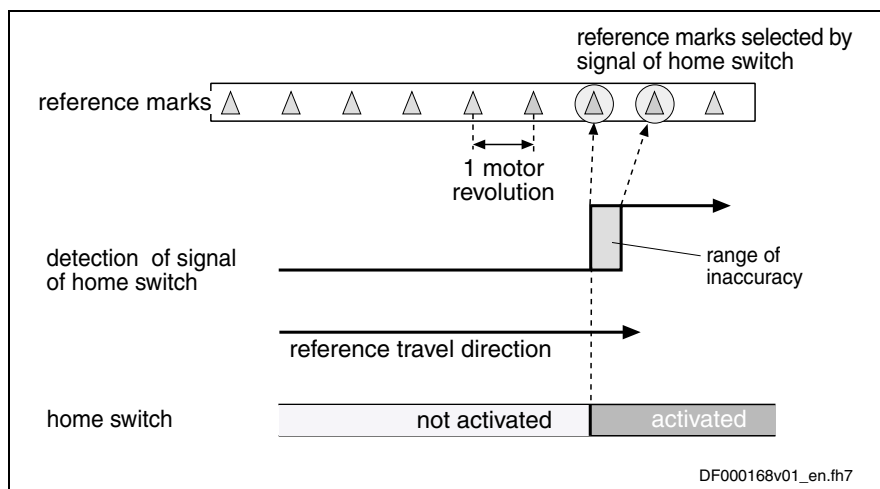 reference marks selected by
signal of home switch
reference marks
1 motor
revolution
detection of signal
of home switch
range of
inaccuracy
reference travel direction
home switch
not activated
activated
DF000168v01_en.fh7